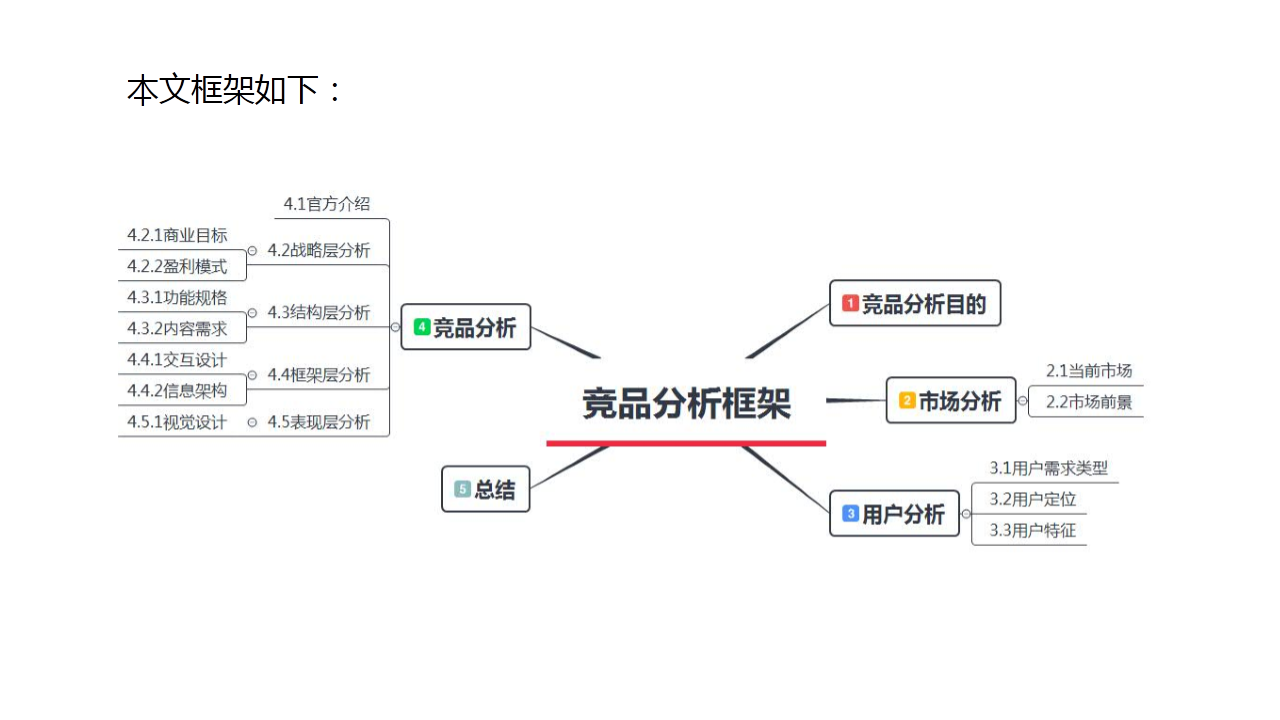 本文框架如下：
竞品分析框架
1 竞品分析目的
2 市场分析
2.1当前市场
2.2市场前景
3 用户分析
3.1用户需求类型
3.2用户定位
3.3用户特征
4 竞品分析
4.1官方介绍
4.2战略层分析
4.2.1商业目标
4.2.2盈利模式
4.3结构层分析
4.3.1功能规格
4.3.2内容需求
4.4框架层分析
4.4.1交互设计
4.4.2信息架构
4.5表现层分析
4.5.1视觉设计
5 总结